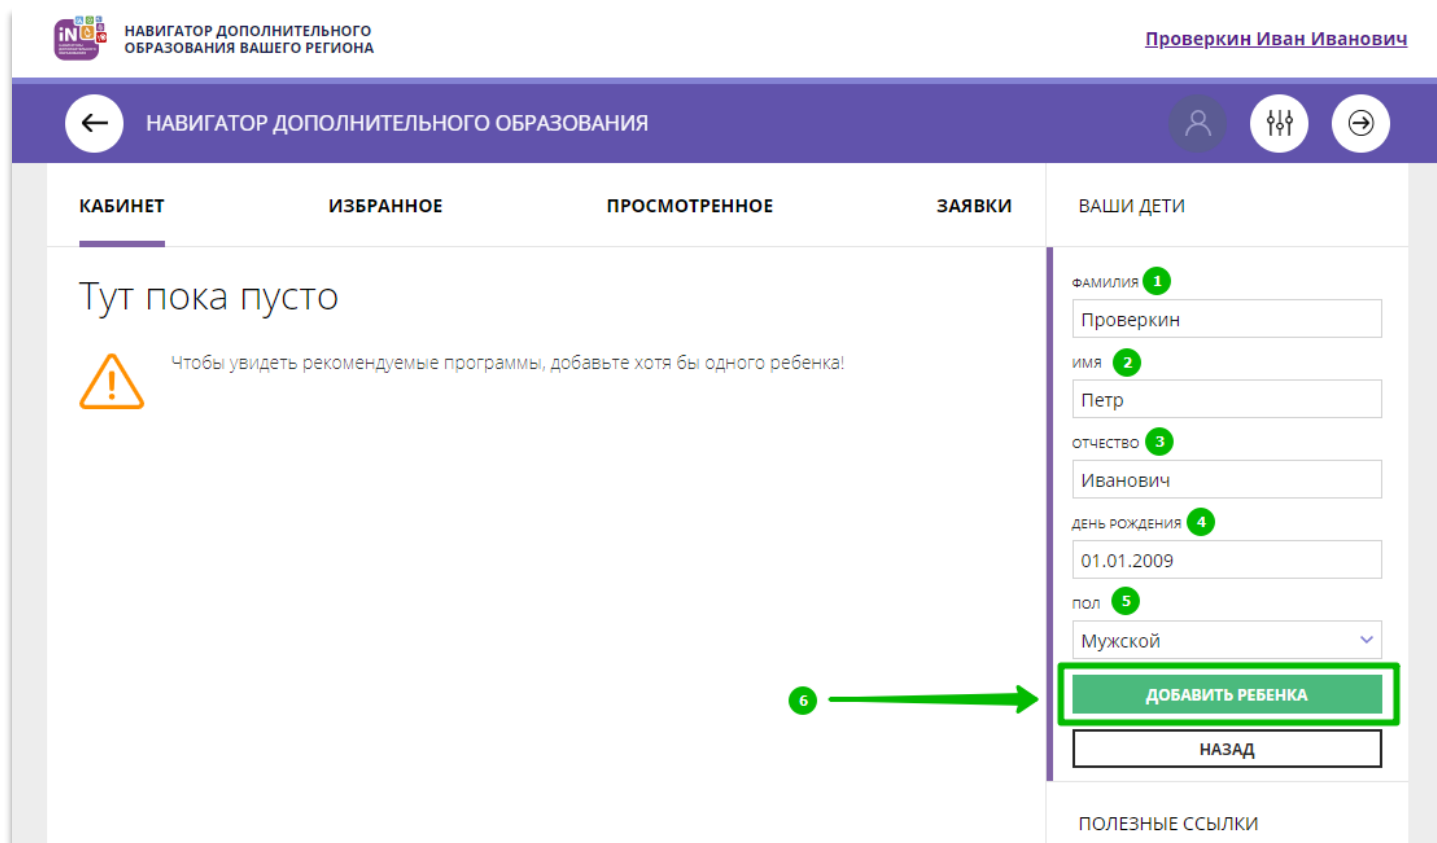 iN
НАВИГАТОР ДОПОЛНИТЕЛЬНОГО
ОБРАЗОВАНИЯ ВАШЕГО РЕГИОНА
Проверкин Иван Иванович
НАВИГАТОР ДОПОЛНИТЕЛЬНОГО ОБРАЗОВАНИЯ
КАБИНЕТ ИЗБРАННОЕ ПРОСМОТРЕННОЕ ЗАЯВКИ
Тут пока пусто
Чтобы увидеть рекомендуемые программы, добавьте хотя бы одного ребенка!
ВАШИ ДЕТИ
ФАМИЛИЯ 1
Проверкин
ИМЯ 2
Петр
ОТЧЕСТВО 3
Иванович
ДЕНЬ РОЖДЕНИЯ 4
01.01.2009
ПОЛ 5
Мужской
6 ДОБАВИТЬ РЕБЕНКА
НАЗАД
ПОЛЕЗНЫЕ ССЫЛКИ